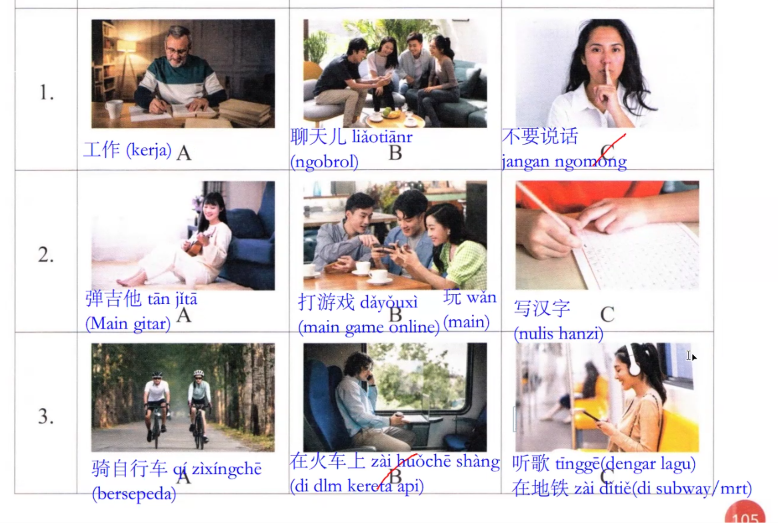 1.
工作 (kerja)
A
聊天儿 liǎotiānr
(ngobrol)
B
不要说话
jangan ngomong
C
2.
弹吉他 tān jǐtā
(Main gitar)
A
打游戏 dǎyǒuxì
(main game online)
玩 wǎn
(main)
B
写汉字
(nulis hanzi)
C
3.
骑自行车 qí zìxíngchē
(bersepeda)
A
在火车上 zài huǒchē shàng
(di dlm kereta api)
B
听歌 tīnggē(dengar lagu)
在地铁 zài dìtiě(di subway/mrt)
C
105